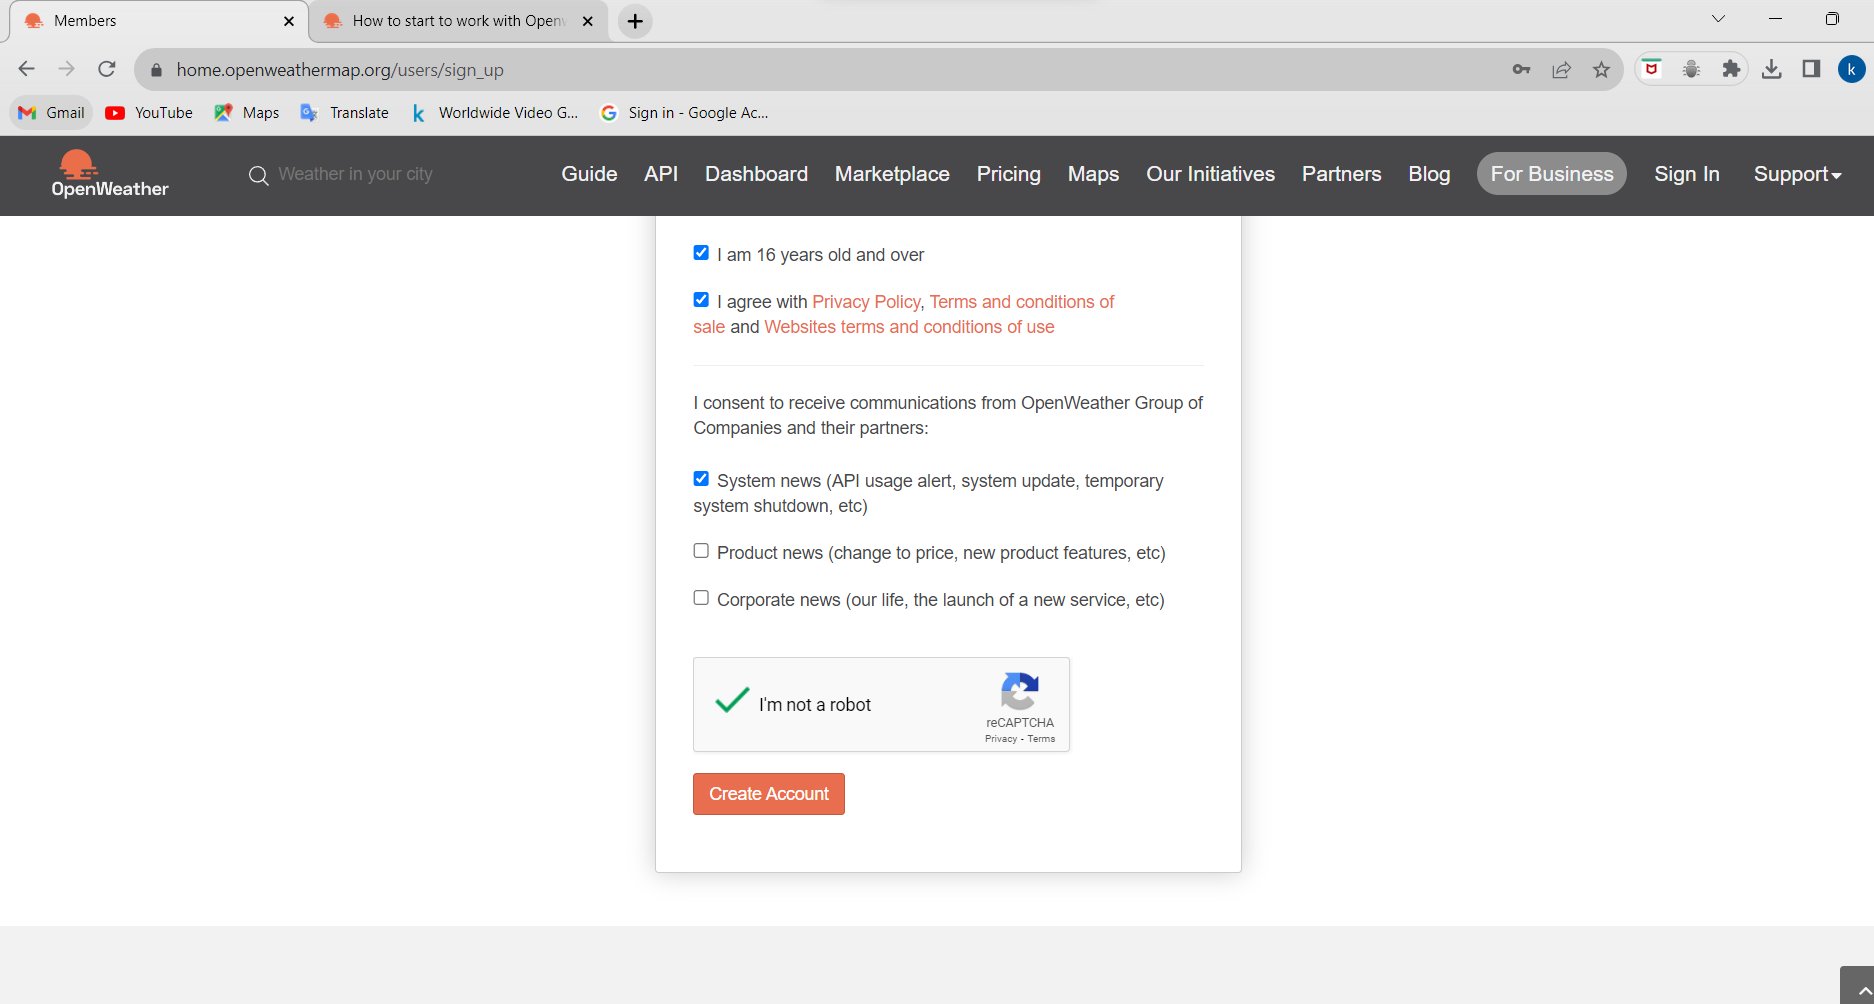 Members
How to start to work with Openw
home.openweathermap.org/users/sign_up
k
Gmail
YouTube
Maps
Translate
k Worldwide Video G...
G Sign in - Google Ac...
OpenWeather
Weather in your city
Guide
API
Dashboard
Marketplace
Pricing
Maps
Our Initiatives
Partners
Blog
For Business
Sign In
Support
I am 16 years old and over
I agree with Privacy Policy, Terms and conditions of
sale and Websites terms and conditions of use
I consent to receive communications from OpenWeather Group of
Companies and their partners:
System news (API usage alert, system update, temporary
system shutdown, etc)
Product news (change to price, new product features, etc)
Corporate news (our life, the launch of a new service, etc)
I'm not a robot
reCAPTCHA
Privacy - Terms
Create Account